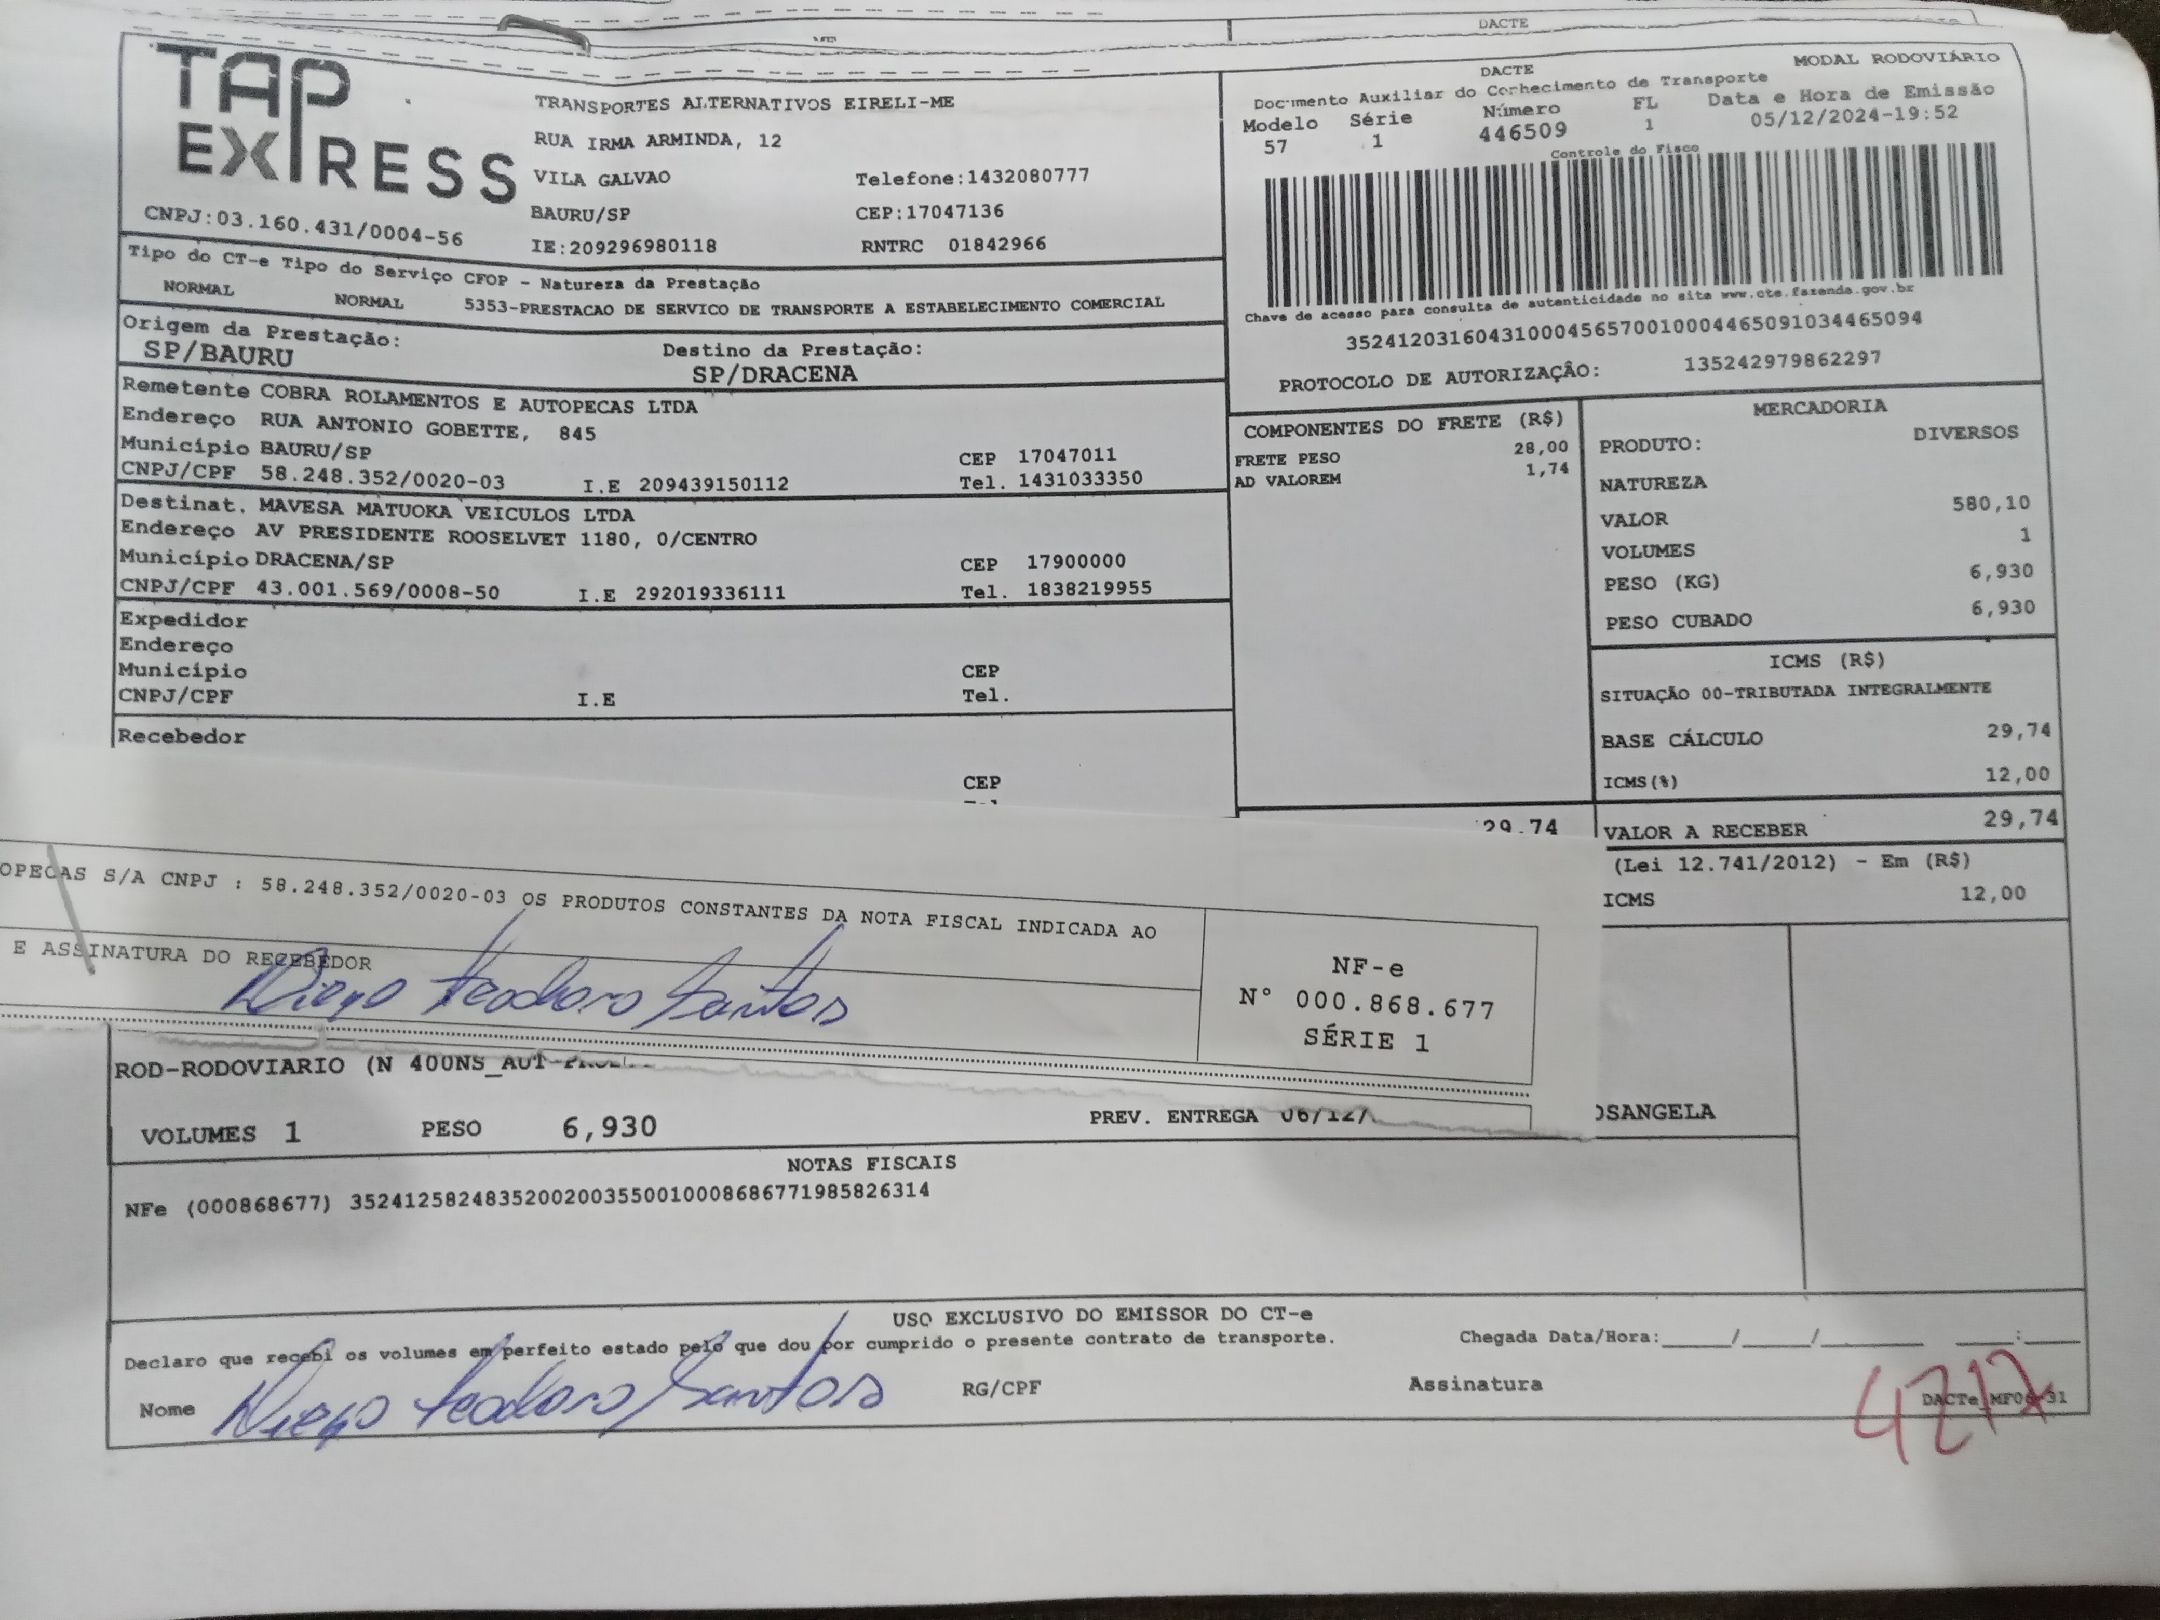 DACTE
TAP EXPRESS
CNPJ:03.160.431/0004-56
TRANSPORTES ALTERNATIVOS EIRELI-ME
RUA IRMA ARMINDA, 12
VILA GALVAO Telefone:1432080777
BAURU/SP CEP:17047136
IE:209296980118 RNTRC 01842966
DACTE MODAL RODOVIÁRIO
Documento Auxiliar do Conhecimento de Transporte
Modelo Série Número FL Data e Hora de Emissão
57 1 446509 1 05/12/2024-19:52
Controle do Fisco
Chave de acesso para consulta de autenticidade no site www.cte.fazenda.gov.br
35241203160431000456570010004465091034465094
PROTOCOLO DE AUTORIZAÇÃO: 135242979862297
Tipo do CT-e Tipo do Serviço CFOP - Natureza da Prestação
NORMAL NORMAL 5353-PRESTACAO DE SERVICO DE TRANSPORTE A ESTABELECIMENTO COMERCIAL
Origem da Prestação: Destino da Prestação:
SP/BAURU SP/DRACENA
Remetente COBRA ROLAMENTOS E AUTOPECAS LTDA
Endereço RUA ANTONIO GOBETTE, 845
Município BAURU/SP CEP 17047011
CNPJ/CPF 58.248.352/0020-03 I.E 209439150112 Tel. 1431033350
Destinat. MAVESA MATUOKA VEICULOS LTDA
Endereço AV PRESIDENTE ROOSELVET 1180, 0/CENTRO
Município DRACENA/SP CEP 17900000
CNPJ/CPF 43.001.569/0008-50 I.E 292019336111 Tel. 1838219955
Expedidor
Endereço
Município CEP
CNPJ/CPF I.E Tel.
Recebedor
CEP
COMPONENTES DO FRETE (R$)
FRETE PESO 28,00
AD VALOREM 1,74
29,74
MERCADORIA
PRODUTO: DIVERSOS
NATUREZA
VALOR 580,10
VOLUMES 1
PESO (KG) 6,930
PESO CUBADO 6,930
ICMS (R$)
SITUAÇÃO 00-TRIBUTADA INTEGRALMENTE
BASE CÁLCULO 29,74
ICMS(%) 12,00
VALOR A RECEBER 29,74
(Lei 12.741/2012) - Em (R$)
ICMS 12,00
OPECAS S/A CNPJ : 58.248.352/0020-03 OS PRODUTOS CONSTANTES DA NOTA FISCAL INDICADA AO
E ASSINATURA DO RECEBEDOR
Diego Teodoro Santos
NF-e
N° 000.868.677
SÉRIE 1
ROD-RODOVIARIO (N 400NS_AUT
OSANGELA
VOLUMES 1 PESO 6,930 PREV. ENTREGA 06/12/
NOTAS FISCAIS
NFe (000868677) 35241258248352002003550010008686771985826314
USO EXCLUSIVO DO EMISSOR DO CT-e
Declaro que recebi os volumes em perfeito estado pelo que dou por cumprido o presente contrato de transporte. Chegada Data/Hora:_____/_____/_______ ____:____
Nome Diego Teodoro Santos RG/CPF Assinatura
4217